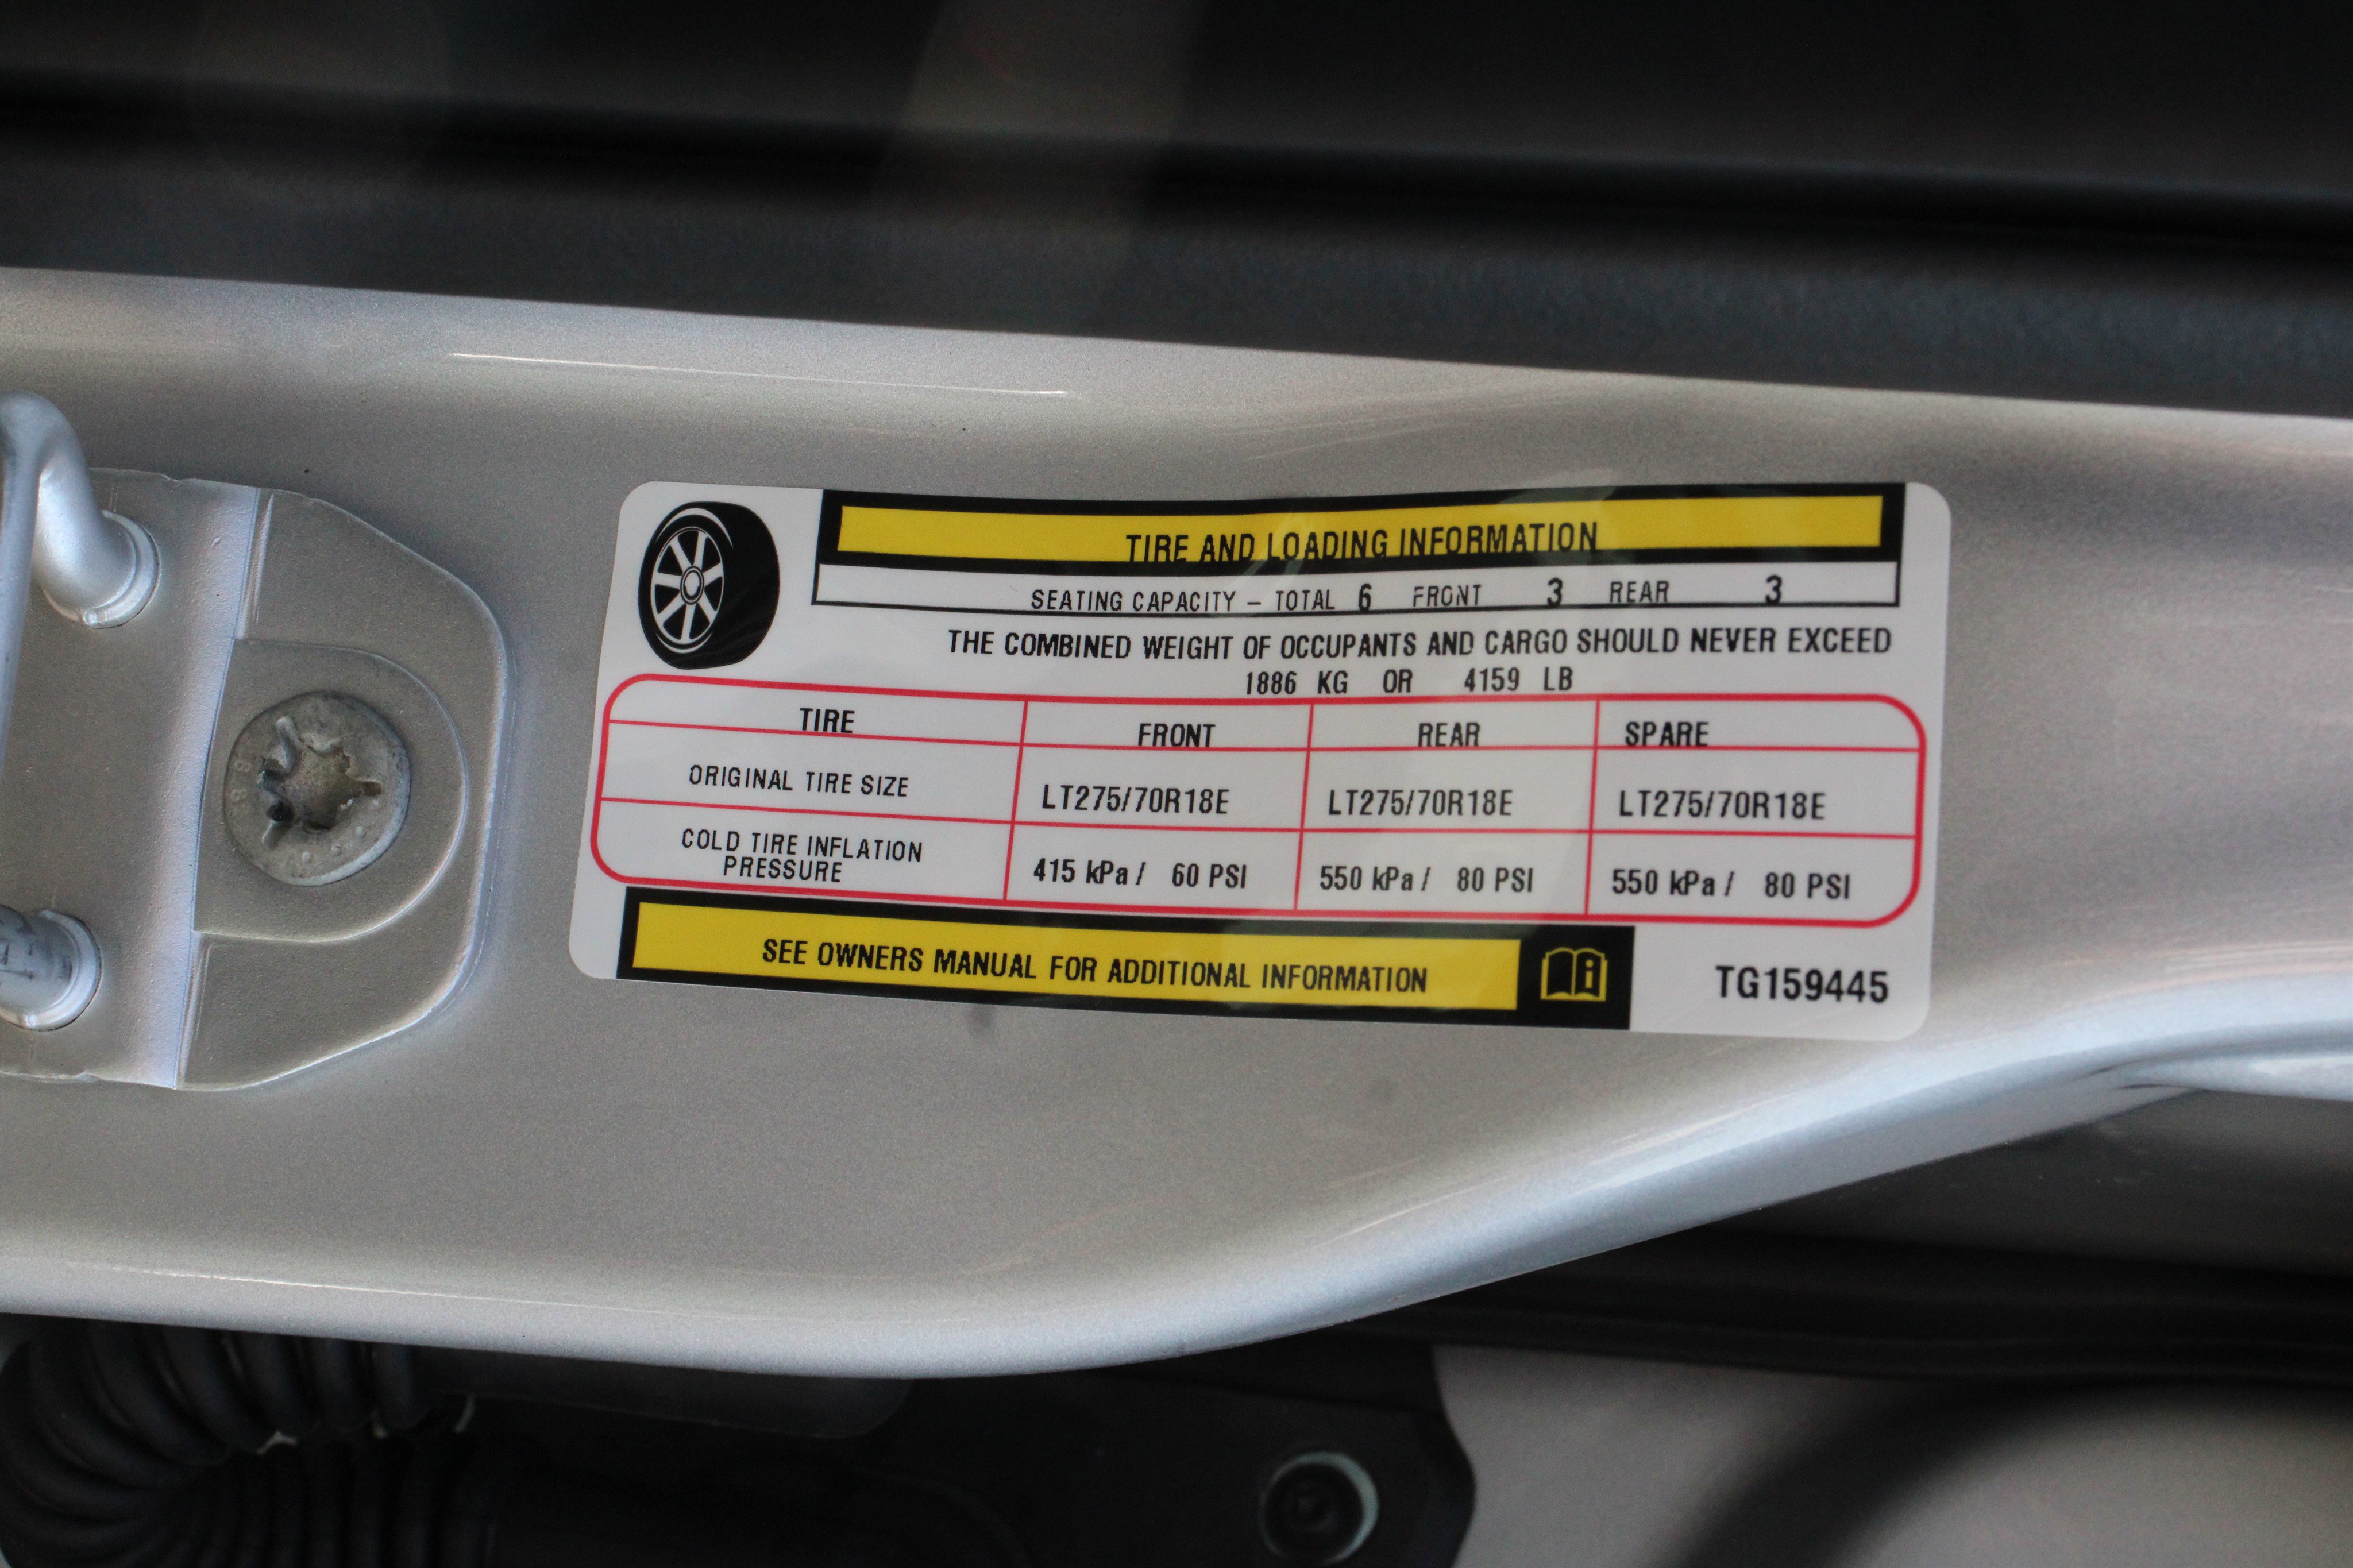 TIRE AND LOADING INFORMATION
SEATING CAPACITY – TOTAL 6 FRONT 3 REAR 3
THE COMBINED WEIGHT OF OCCUPANTS AND CARGO SHOULD NEVER EXCEED
1886 KG OR 4159 LB
TIRE FRONT REAR SPARE
ORIGINAL TIRE SIZE LT275/70R18E LT275/70R18E LT275/70R18E
COLD TIRE INFLATION
PRESSURE 415 kPa / 60 PSI 550 kPa / 80 PSI 550 kPa / 80 PSI
SEE OWNERS MANUAL FOR ADDITIONAL INFORMATION
TG159445